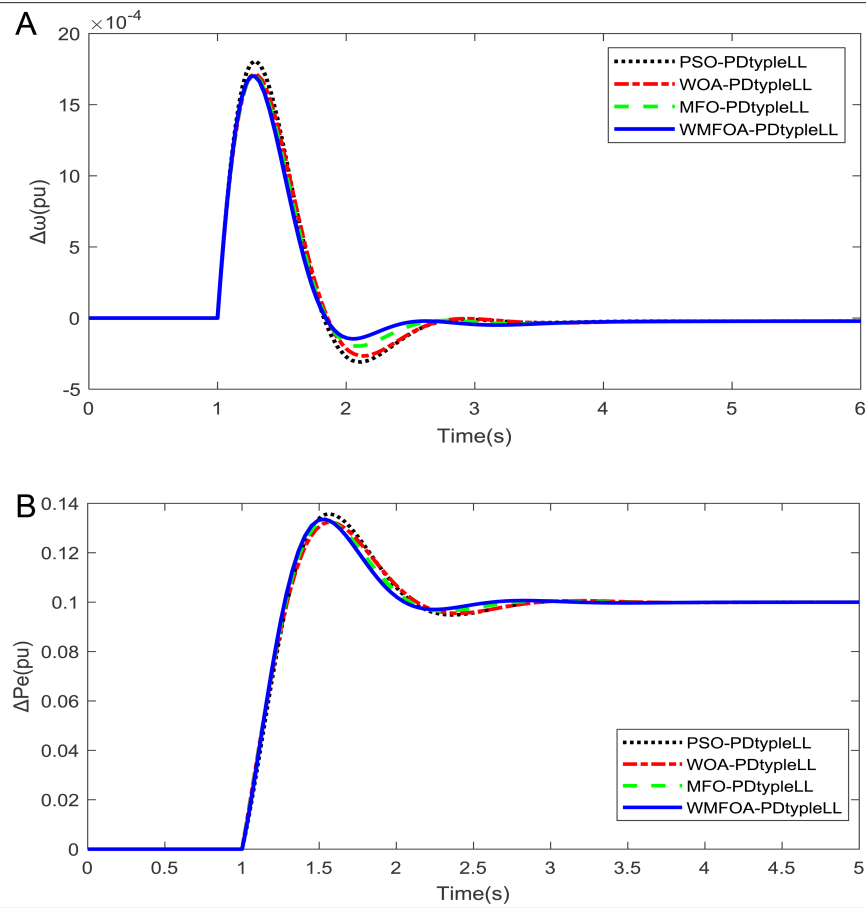 A
×10-4
20
15
10
5
0
-5
Δω(pu)
PSO-PDtypleLL
WOA-PDtypleLL
MFO-PDtypleLL
WMFOA-PDtypleLL
0 1 2 3 4 5 6
Time(s)
B
0.14
0.12
0.1
0.08
0.06
0.04
0.02
0
ΔPe(pu)
PSO-PDtypleLL
WOA-PDtypleLL
MFO-PDtypleLL
WMFOA-PDtypleLL
0 0.5 1 1.5 2 2.5 3 3.5 4 4.5 5
Time(s)